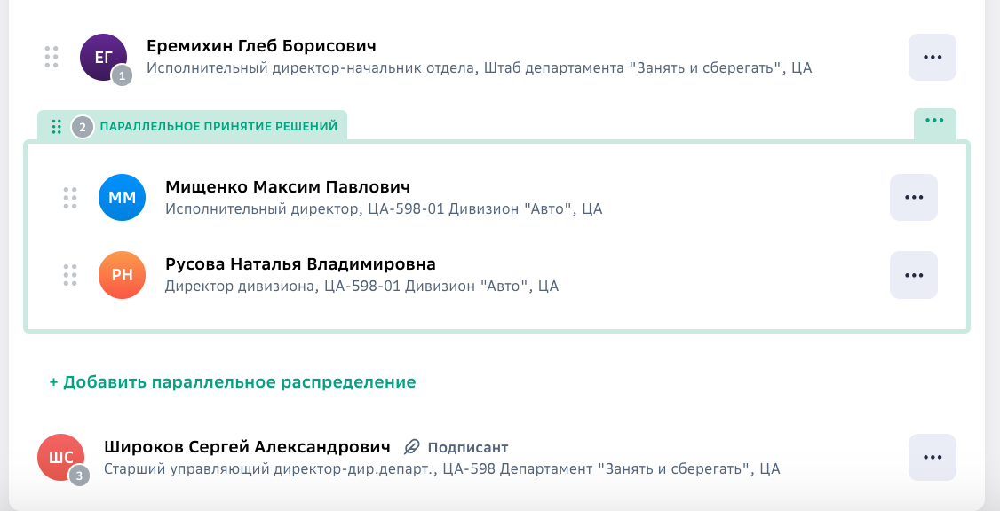 ЕГ
1
Еремихин Глеб Борисович
Исполнительный директор-начальник отдела, Штаб департамента "Занять и сберегать", ЦА
2 ПАРАЛЛЕЛЬНОЕ ПРИНЯТИЕ РЕШЕНИЙ
ММ
Мищенко Максим Павлович
Исполнительный директор, ЦА-598-01 Дивизион "Авто", ЦА
РН
Русова Наталья Владимировна
Директор дивизиона, ЦА-598-01 Дивизион "Авто", ЦА
+ Добавить параллельное распределение
ШС
3
Широков Сергей Александрович Подписант
Старший управляющий директор-дир.департ., ЦА-598 Департамент "Занять и сберегать", ЦА